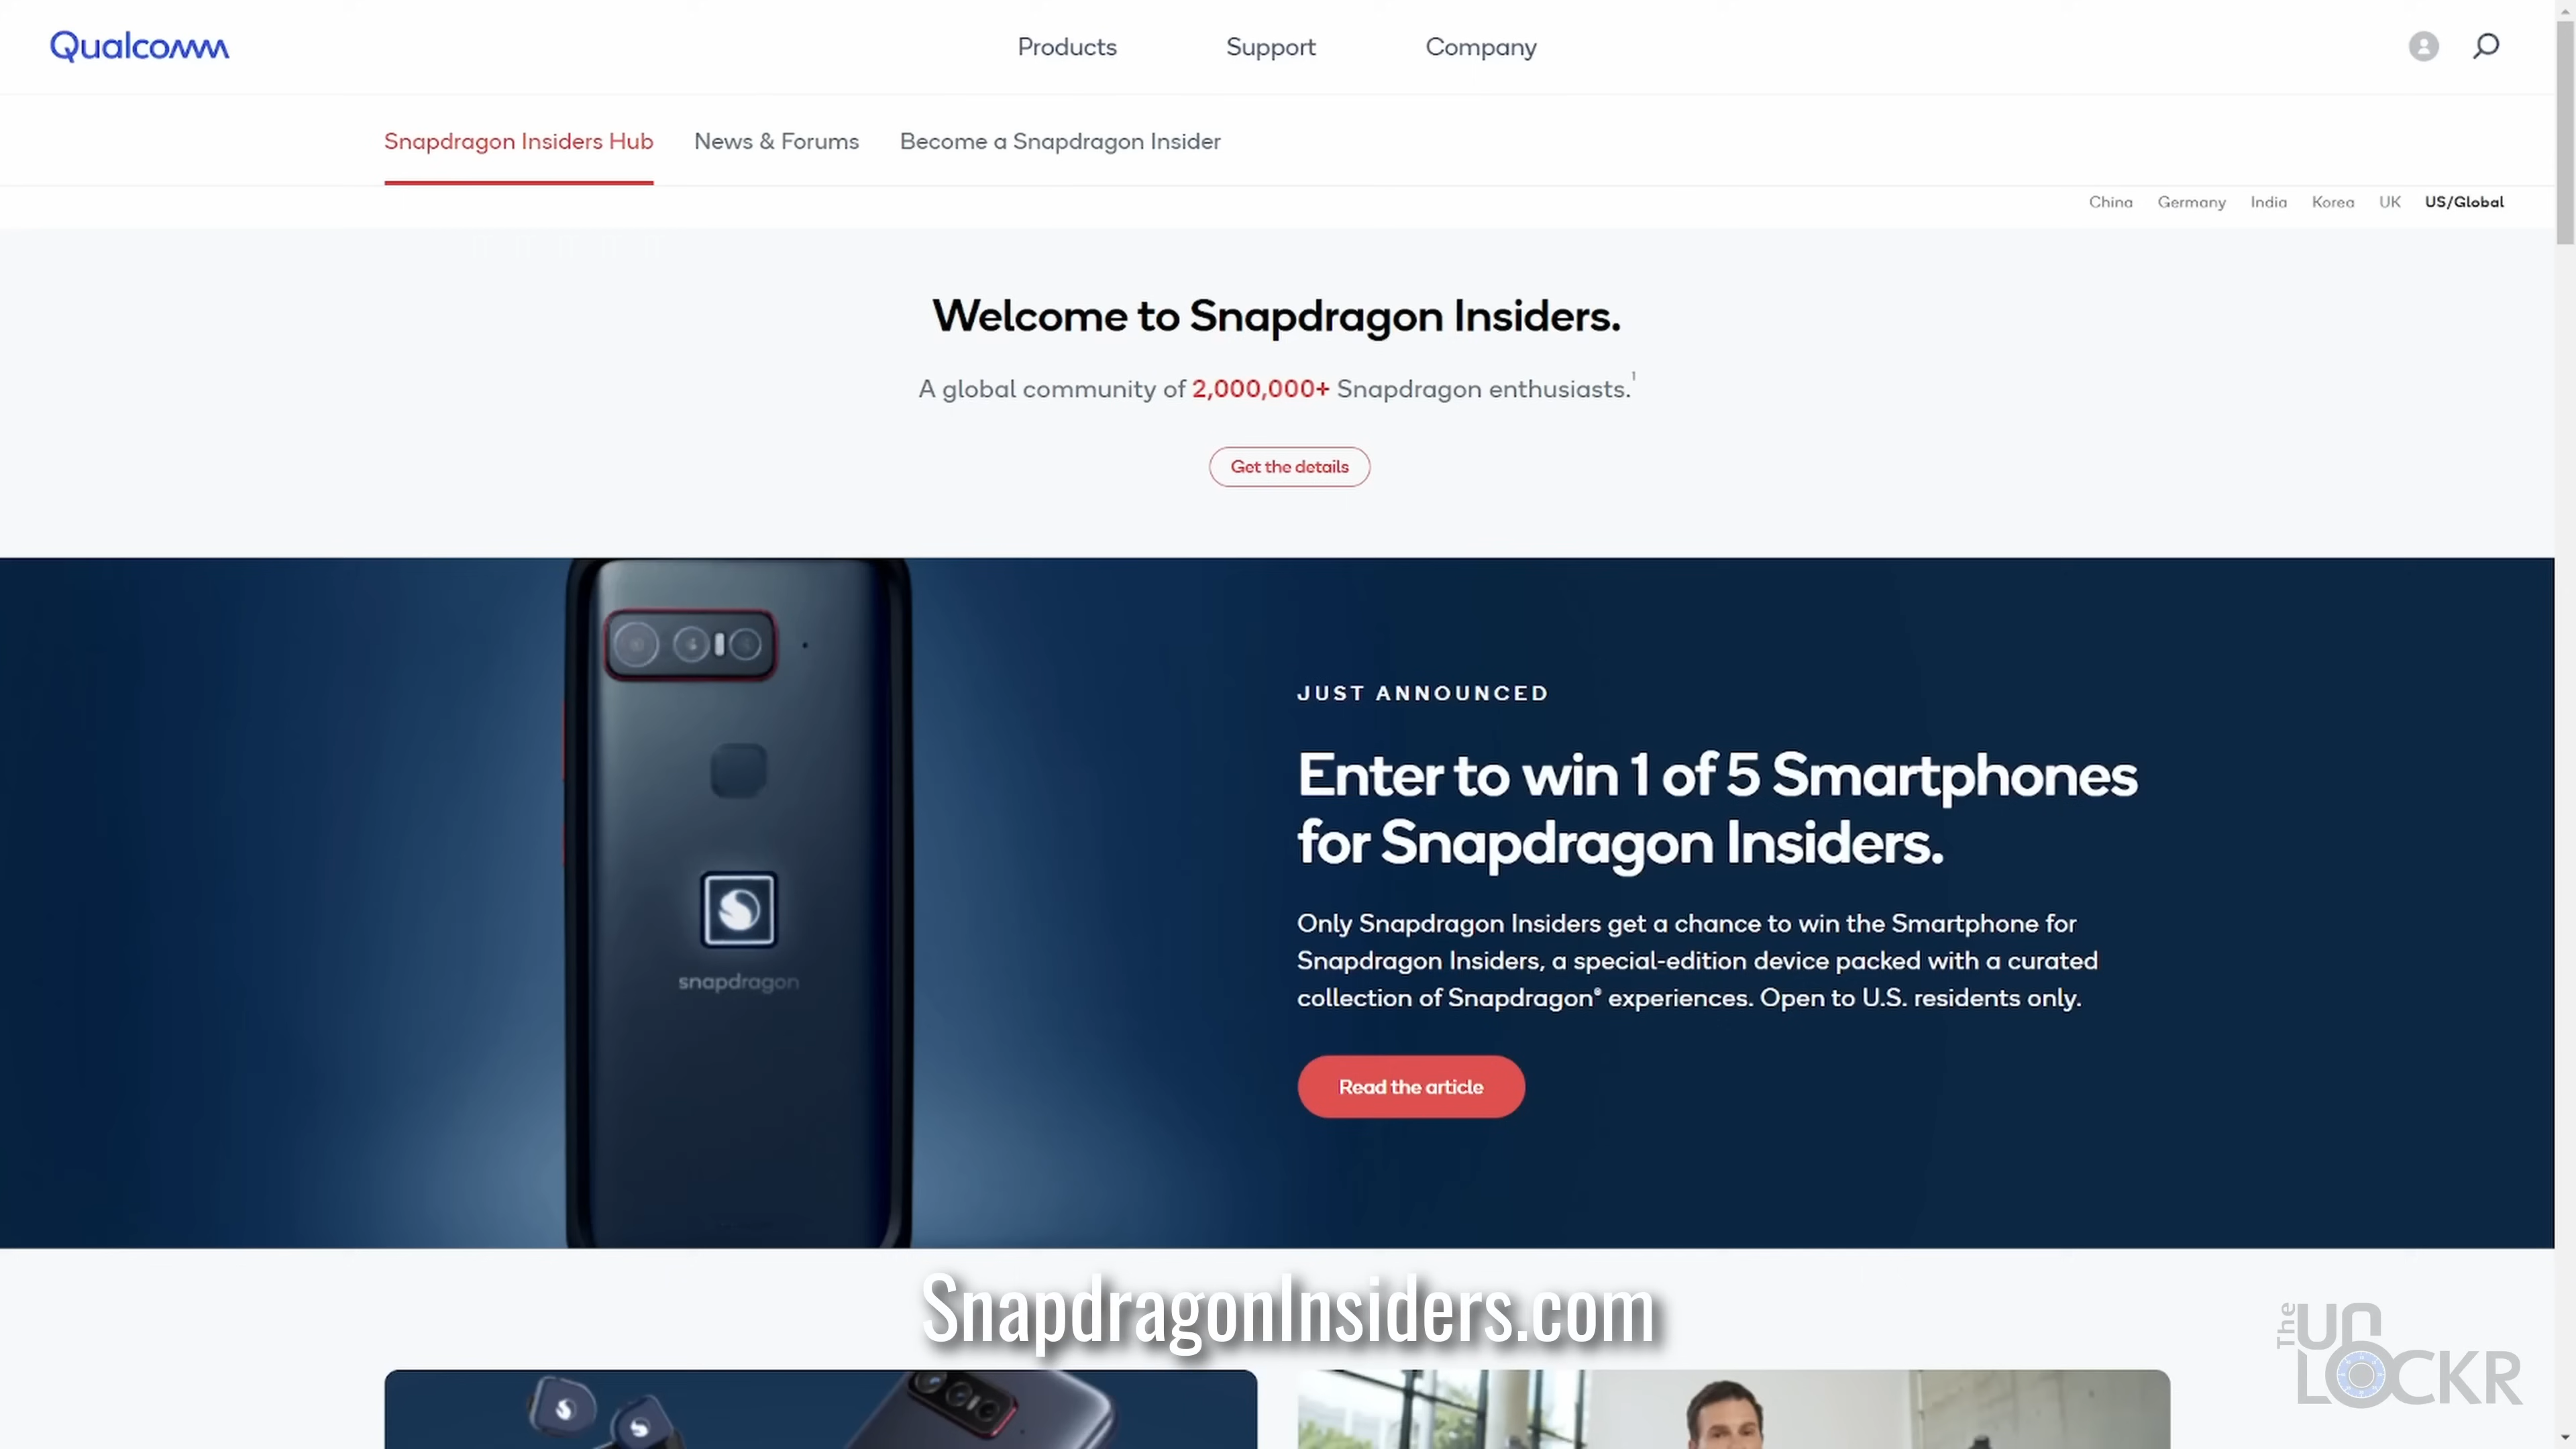 Qualcomm
Products Support Company
Snapdragon Insiders Hub News & Forums Become a Snapdragon Insider
China Germany India Korea UK US/Global
Welcome to Snapdragon Insiders.
A global community of 2,000,000+ Snapdragon enthusiasts.¹
Get the details
JUST ANNOUNCED
Enter to win 1 of 5 Smartphones
for Snapdragon Insiders.
Only Snapdragon Insiders get a chance to win the Smartphone for
Snapdragon Insiders, a special-edition device packed with a curated
collection of Snapdragon® experiences. Open to U.S. residents only.
Read the article
snapdragon
SnapdragonInsiders.com
The
UN
LOCKR